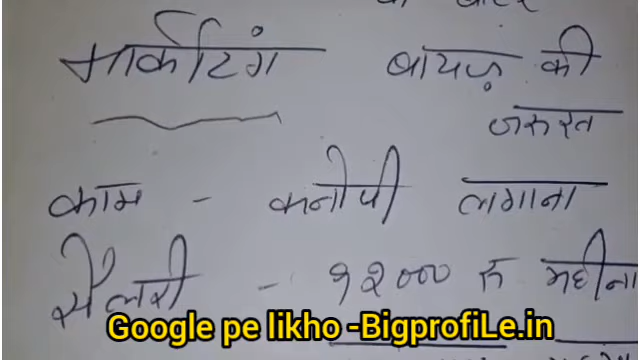 मार्केटिंग बायज़ की
जरुरत
काम - कनोपी लगाना
सैलरी - १२००० रु महीना
Google pe likho -BigprofiLe.in